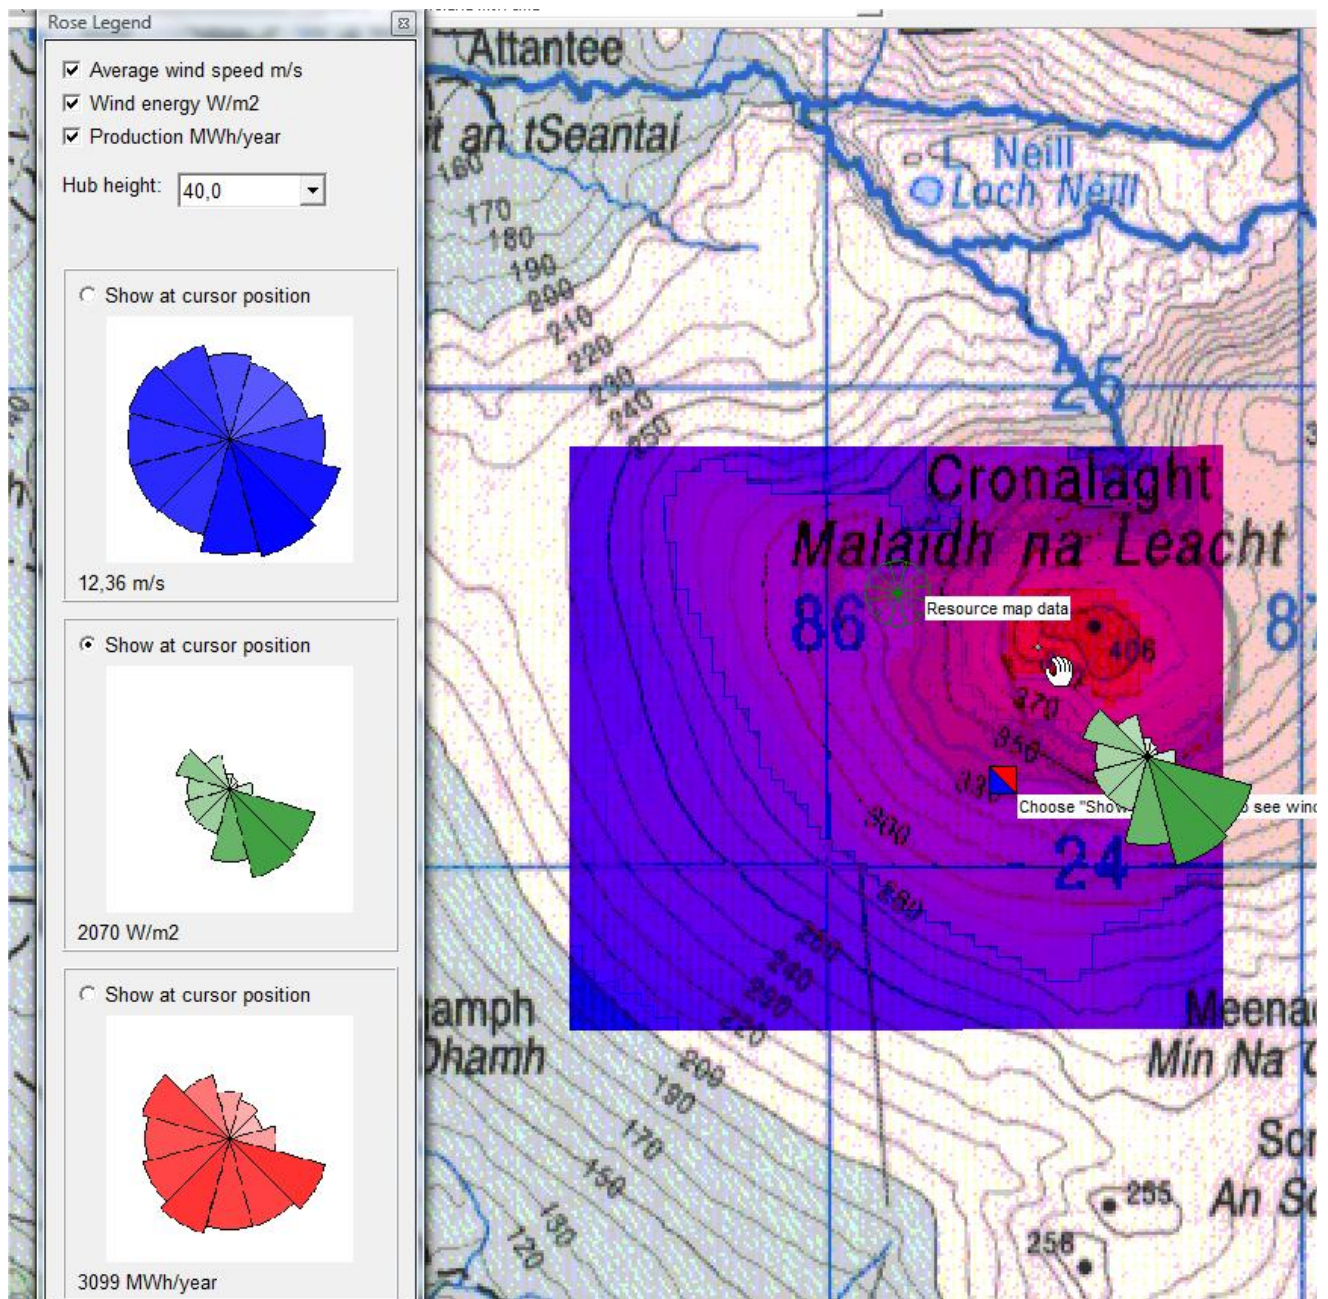 Rose Legend
Average wind speed m/s
Wind energy W/m2
Production MWh/year
Hub height: 40,0
Show at cursor position
12,36 m/s
Show at cursor position
2070 W/m2
Show at cursor position
3099 MWh/year
Attantee
t an tSeantaí
L Neill
Loch Néill
160
170
180
190
200
210
220
230
240
250
25
Cronalaght
Malaidh na Leacht
86
Resource map data
87
406
370
350
Choose "Show
see wind
300
24
280
260
240
220
200
190
170
150
130
120
amph
Dhamh
Meena
Mín Na
255
An
256